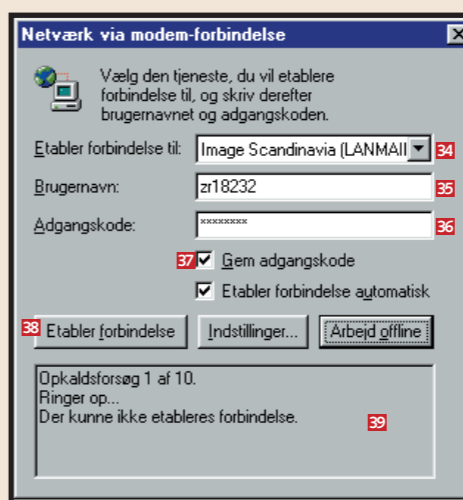 Netværk via modem-forbindelse
Vælg den tjeneste, du vil etablere
forbindelse til, og skriv derefter
brugernavnet og adgangskoden.
Etabler forbindelse til: Image Scandinavia (LANMAIL 34
Brugernavn: zr18232 35
Adgangskode: ******** 36
37 Gem adgangskode
Etabler forbindelse automatisk
38 Etabler forbindelse Indstillinger... Arbejd offline
Opkaldsforsøg 1 af 10.
Ringer op...
Der kunne ikke etableres forbindelse. 39